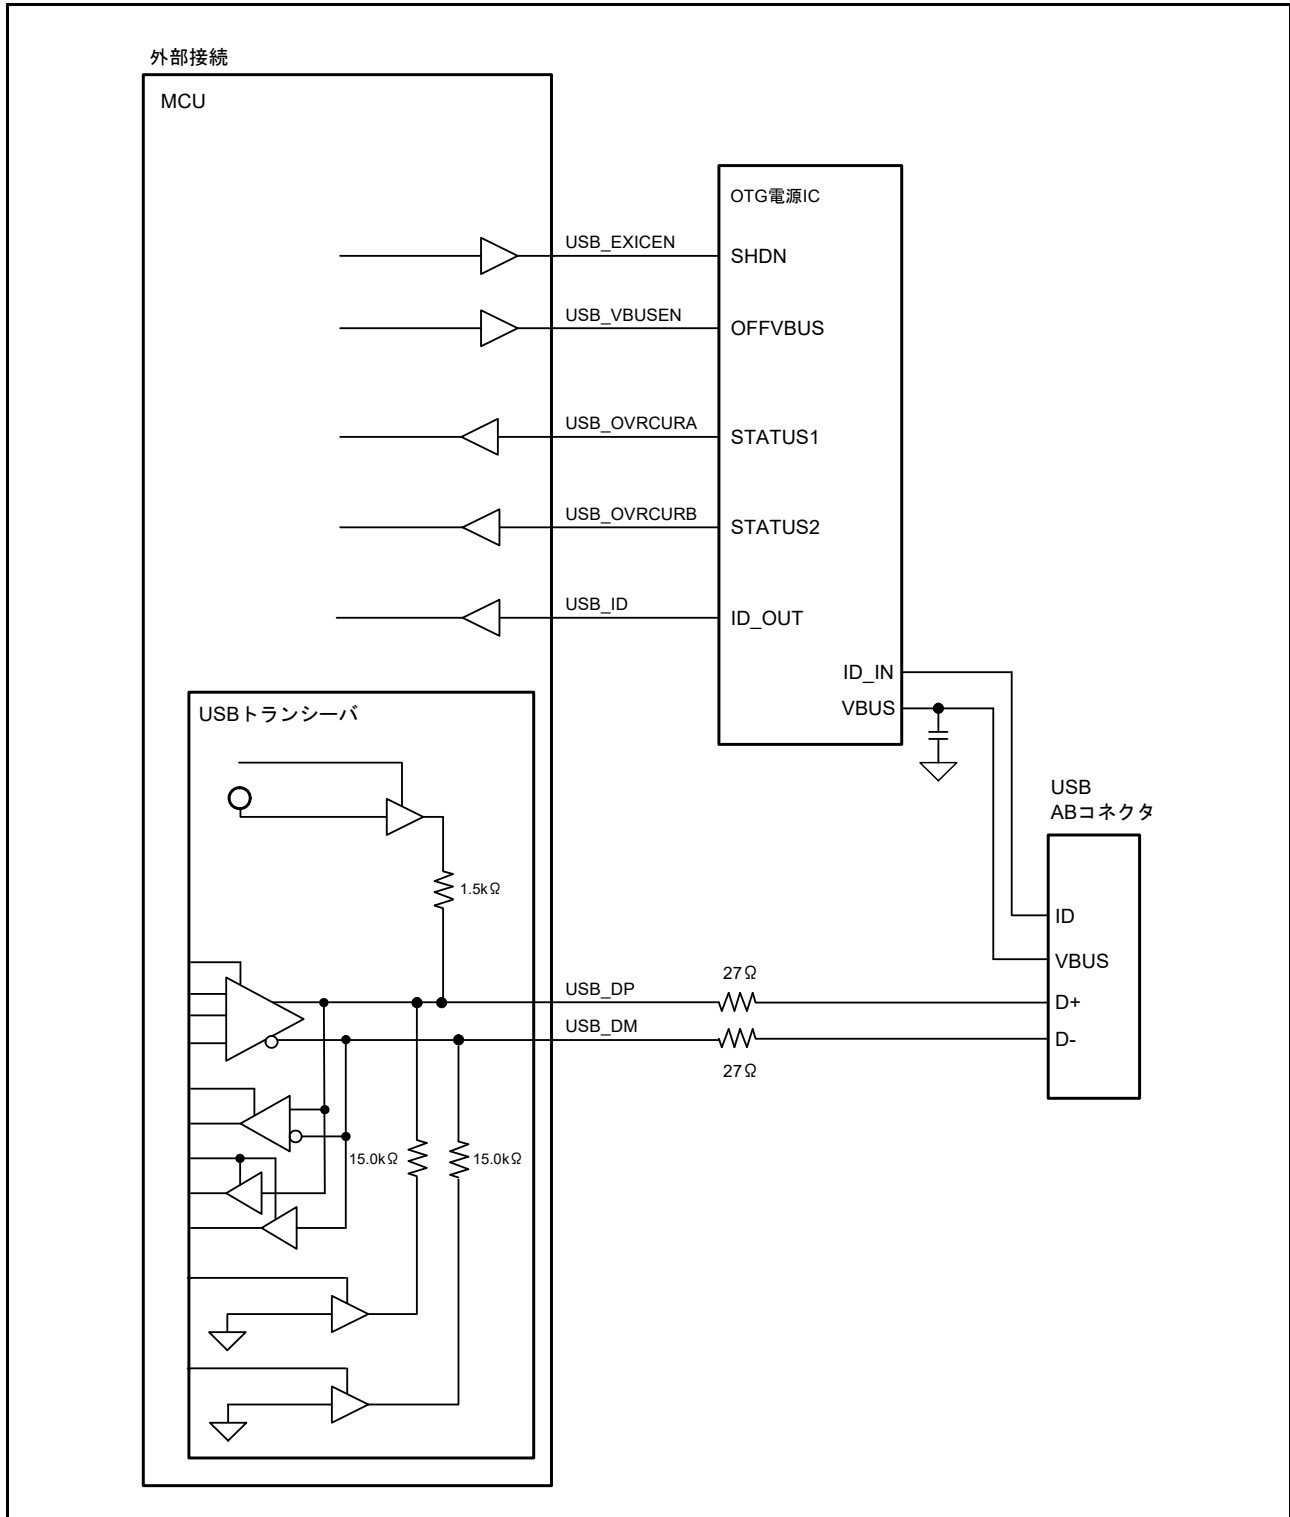 外部接続
MCU
OTG電源IC
USB_EXICEN
SHDN
USB_VBUSEN
OFFVBUS
USB_OVRCURA
STATUS1
USB_OVRCURB
STATUS2
USB_ID
ID_OUT
ID_IN
VBUS
USBトランシーバ
USB
ABコネクタ
1.5kΩ
ID
VBUS
27Ω
USB_DP
D+
USB_DM
D-
27Ω
15.0kΩ
15.0kΩ